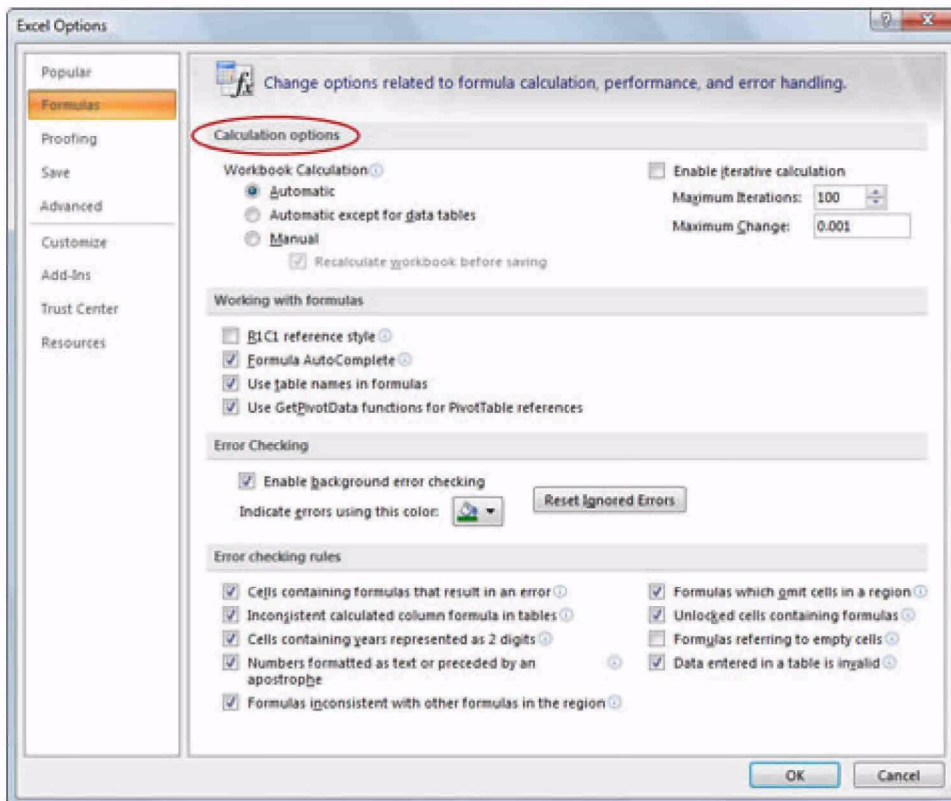 Excel Options
Popular
Formulas
Proofing
Save
Advanced
Customize
Add-Ins
Trust Center
Resources
Change options related to formula calculation, performance, and error handling.
Calculation options
Workbook Calculation
Automatic
Automatic except for data tables
Manual
Recalculate workbook before saving
Enable iterative calculation
Maximum Iterations: 100
Maximum Change: 0.001
Working with formulas
R1C1 reference style
Formula AutoComplete
Use table names in formulas
Use GetPivotData functions for PivotTable references
Error Checking
Enable background error checking
Indicate errors using this color:
Reset Ignored Errors
Error checking rules
Cells containing formulas that result in an error
Inconsistent calculated column formula in tables
Cells containing years represented as 2 digits
Numbers formatted as text or preceded by an
apostrophe
Formulas inconsistent with other formulas in the region
Formulas which omit cells in a region
Unlocked cells containing formulas
Formulas referring to empty cells
Data entered in a table is invalid
OK
Cancel